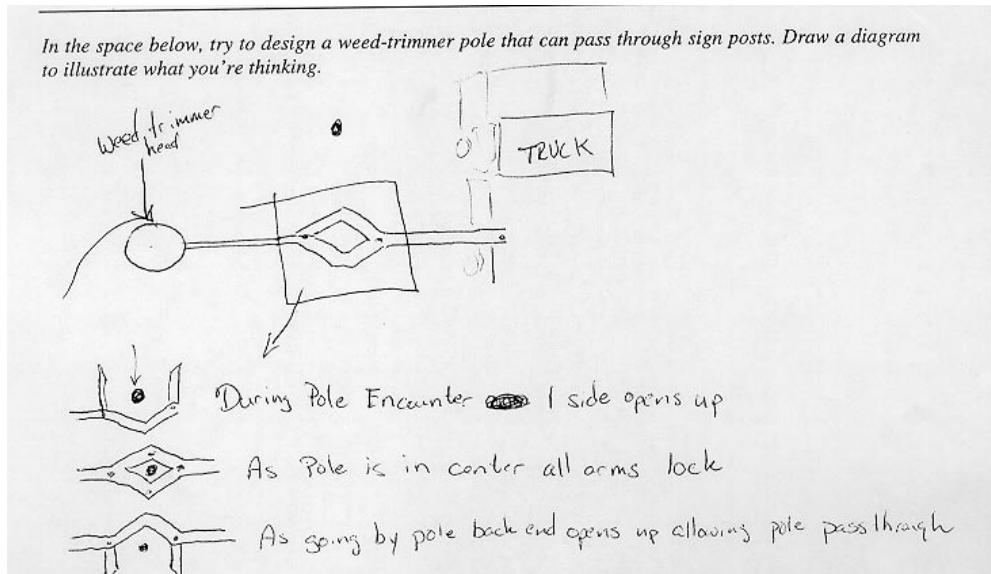 In the space below, try to design a weed-trimmer pole that can pass through sign posts. Draw a diagram
to illustrate what you're thinking.
Weed trimmer
head
TRUCK
During Pole Encounter 1 side opens up
As Pole is in center all arms lock
As going by pole back end opens up allowing pole pass through